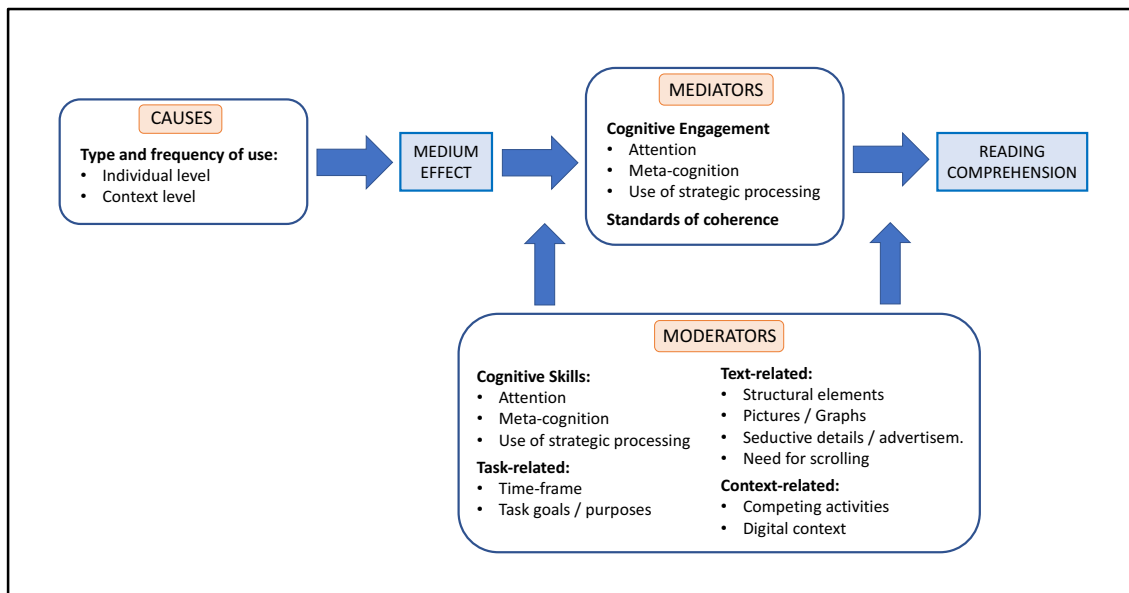 CAUSES
Type and frequency of use:
• Individual level
• Context level
MEDIUM
EFFECT
MEDIATORS
Cognitive Engagement
• Attention
• Meta-cognition
• Use of strategic processing
Standards of coherence
READING
COMPREHENSION
MODERATORS
Cognitive Skills:
• Attention
• Meta-cognition
• Use of strategic processing
Task-related:
• Time-frame
• Task goals / purposes
Text-related:
• Structural elements
• Pictures / Graphs
• Seductive details / advertisem.
• Need for scrolling
Context-related:
• Competing activities
• Digital context